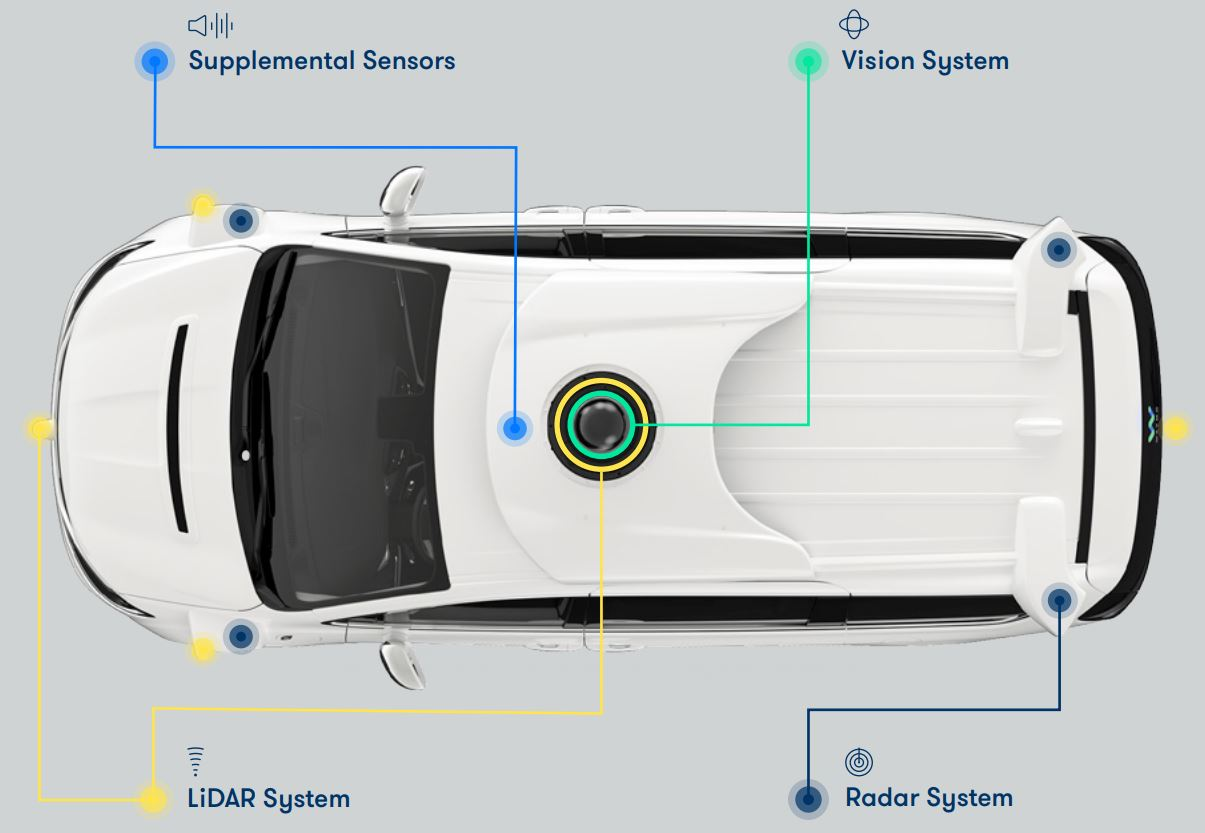 Supplemental Sensors
Vision System
LiDAR System
Radar System